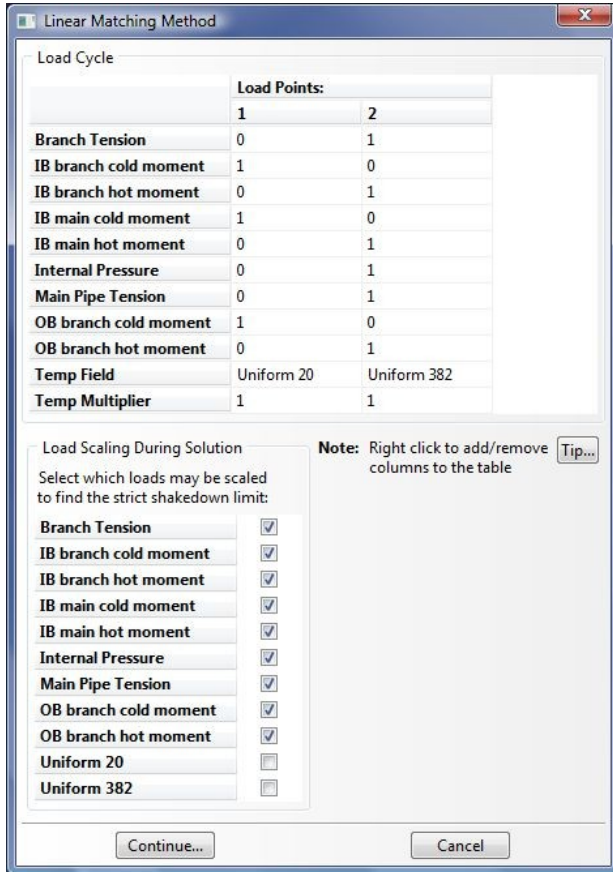 Linear Matching Method
Load Cycle
Load Points:
1 2
Branch Tension 0 1
IB branch cold moment 1 0
IB branch hot moment 0 1
IB main cold moment 1 0
IB main hot moment 0 1
Internal Pressure 0 1
Main Pipe Tension 0 1
OB branch cold moment 1 0
OB branch hot moment 0 1
Temp Field Uniform 20 Uniform 382
Temp Multiplier 1 1
Load Scaling During Solution
Select which loads may be scaled
to find the strict shakedown limit:
Branch Tension
IB branch cold moment
IB branch hot moment
IB main cold moment
IB main hot moment
Internal Pressure
Main Pipe Tension
OB branch cold moment
OB branch hot moment
Uniform 20
Uniform 382
Note: Right click to add/remove
columns to the table
Tip...
Continue... Cancel